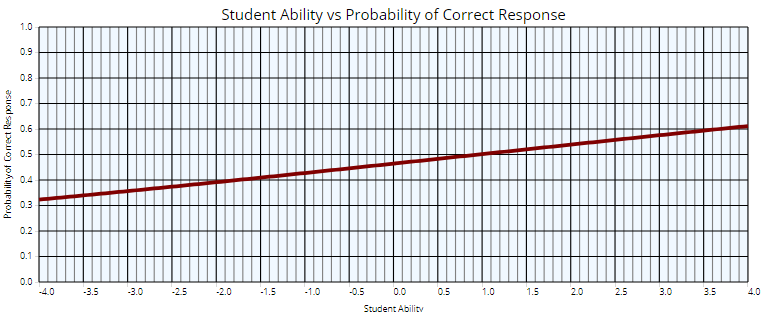 Student Ability vs Probability of Correct Response
Probability of Correct Response
1.0
0.9
0.8
0.7
0.6
0.5
0.4
0.3
0.2
0.1
0.0
-4.0 -3.5 -3.0 -2.5 -2.0 -1.5 -1.0 -0.5 0.0 0.5 1.0 1.5 2.0 2.5 3.0 3.5 4.0
Student Ability